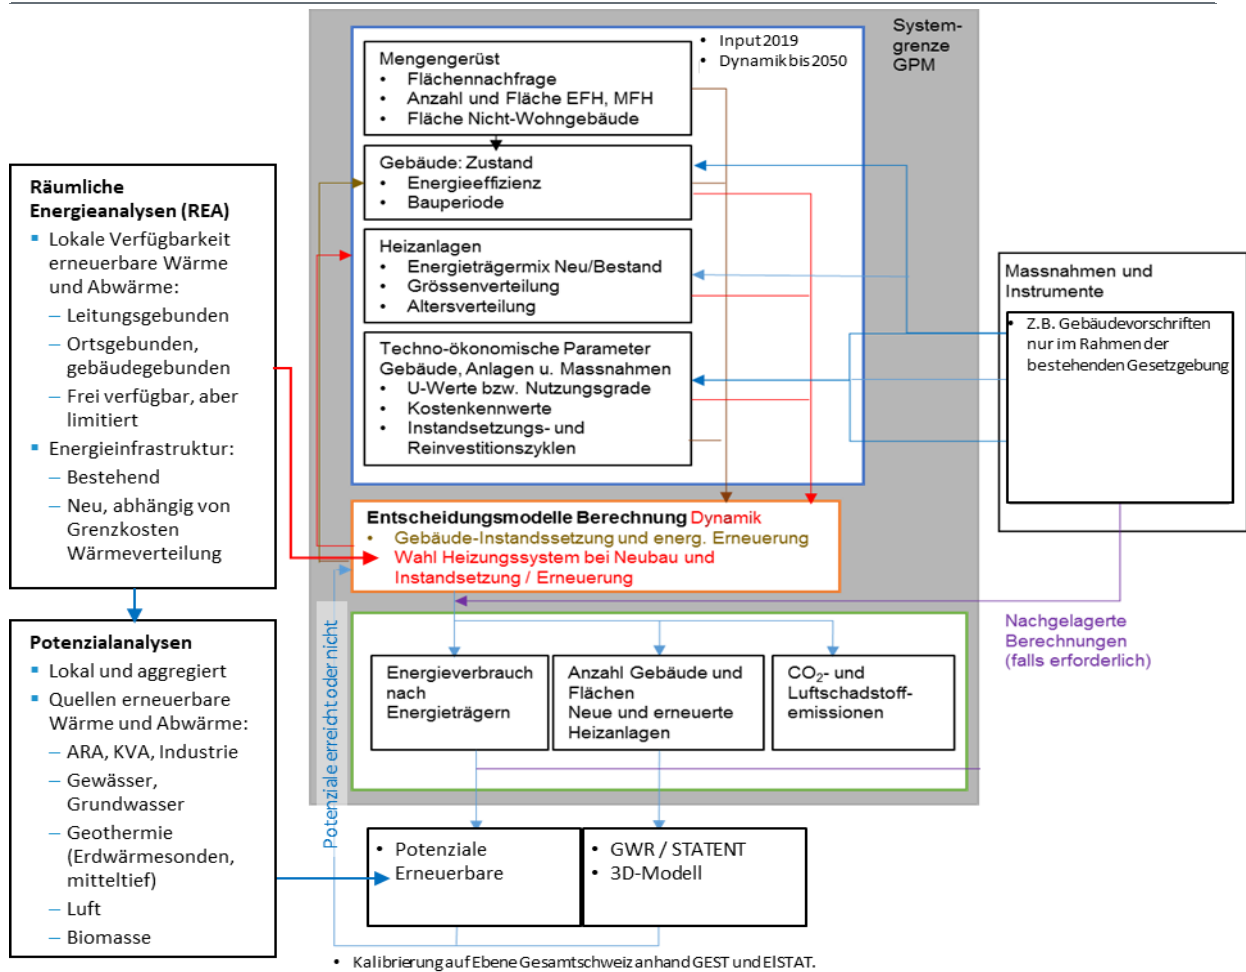 System-
grenze
GPM
• Input 2019
• Dynamik bis 2050
Mengengerüst
• Flächennachfrage
• Anzahl und Fläche EFH, MFH
• Fläche Nicht-Wohngebäude
Gebäude: Zustand
• Energieeffizienz
• Bauperiode
Heizanlagen
• Energieträgermix Neu/Bestand
• Grössenverteilung
• Altersverteilung
Techno-ökonomische Parameter
Gebäude, Anlagen u. Massnahmen
• U-Werte bzw. Nutzungsgrade
• Kostenkennwerte
• Instandsetzungs- und
Reinvestitionszyklen
Räumliche
Energieanalysen (REA)
▪ Lokale Verfügbarkeit
erneuerbare Wärme
und Abwärme:
– Leitungsgebunden
– Ortsgebunden,
gebäudegebunden
– Frei verfügbar, aber
limitiert
▪ Energieinfrastruktur:
– Bestehend
– Neu, abhängig von
Grenzkosten
Wärmeverteilung
Massnahmen und
Instrumente
• Z.B. Gebäudevorschriften
nur im Rahmen der
bestehenden Gesetzgebung
Entscheidungsmodelle Berechnung Dynamik
• Gebäude-Instandssetzung und energ. Erneuerung
• Wahl Heizungssystem bei Neubau und
Instandsetzung / Erneuerung
Nachgelagerte
Berechnungen
(falls erforderlich)
Potenziale erreicht oder nicht
Potenzialanalysen
▪ Lokal und aggregiert
▪ Quellen erneuerbare
Wärme und Abwärme:
– ARA, KVA, Industrie
– Gewässer,
Grundwasser
– Geothermie
(Erdwärmesonden,
mitteltief)
– Luft
– Biomasse
Energieverbrauch
nach
Energieträgern
Anzahl Gebäude und
Flächen
Neue und erneuerte
Heizanlagen
CO₂- und
Luftschadstoff-
emissionen
• Potenziale
Erneuerbare
• GWR / STATENT
• 3D-Modell
• Kalibrierung auf Ebene Gesamtschweiz anhand GEST und ElSTAT.